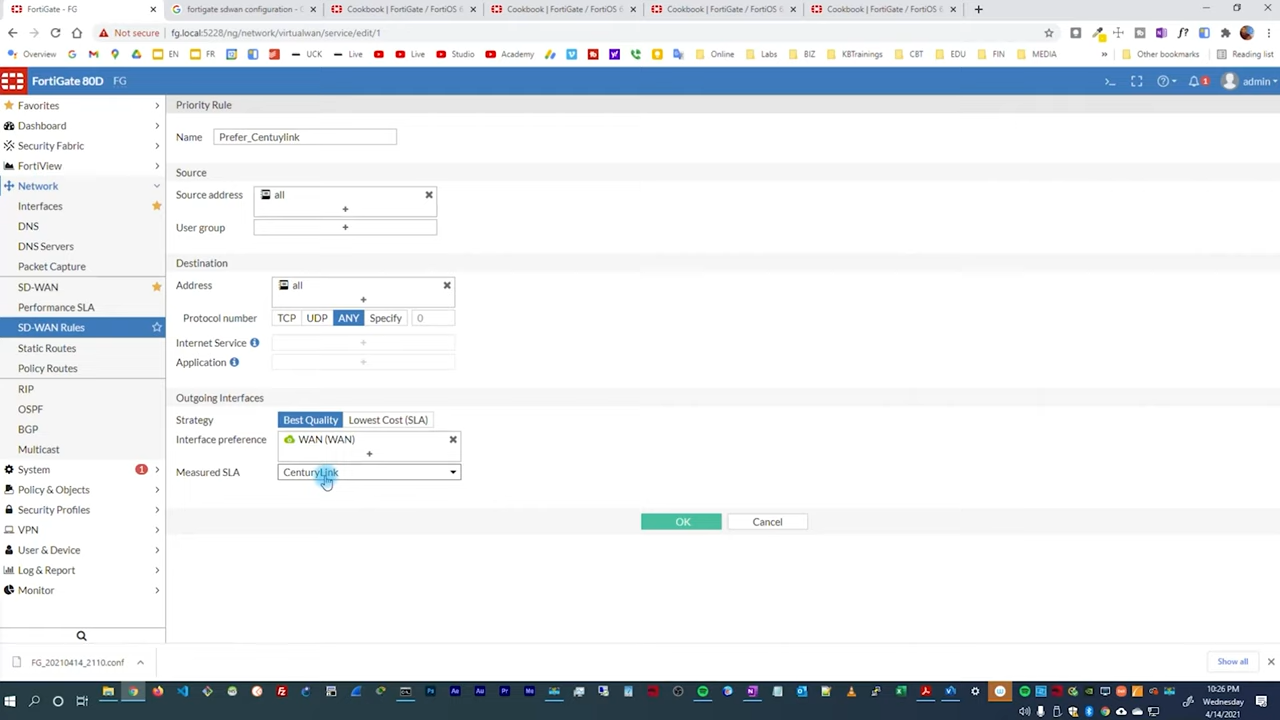 FortiGate - FG
fortigate sdwan configuration - G
Cookbook | FortiGate / FortiOS 6
Cookbook | FortiGate / FortiOS 6
Cookbook | FortiGate / FortiOS 6
Cookbook | FortiGate / FortiOS 6
Not secure
fg.local:5228/ng/network/virtualwan/service/edit/1
Overview
EN
FR
UCK
Live
Live
Studio
Academy
Online
Labs
BIZ
KBTrainings
CBT
EDU
FIN
MEDIA
Other bookmarks
Reading list
FortiGate 80D FG
1
admin
Favorites
Dashboard
Security Fabric
FortiView
Network
Interfaces
DNS
DNS Servers
Packet Capture
SD-WAN
Performance SLA
SD-WAN Rules
Static Routes
Policy Routes
RIP
OSPF
BGP
Multicast
System 1
Policy & Objects
Security Profiles
VPN
User & Device
Log & Report
Monitor
Priority Rule
Name Prefer_Centuylink
Source
Source address all
+
User group +
Destination
Address all
+
Protocol number TCP UDP ANY Specify 0
Internet Service +
Application +
Outgoing Interfaces
Strategy Best Quality Lowest Cost (SLA)
Interface preference WAN (WAN)
+
Measured SLA CenturyLink
OK Cancel
FG_20210414_2110.conf
Show all
10:26 PM
Wednesday
4/14/2021